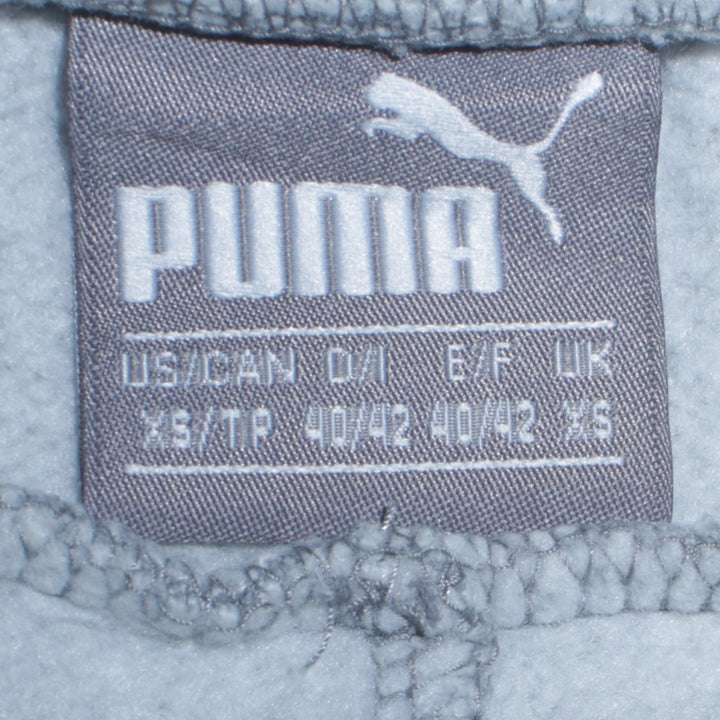 PUMA
US/CAN D/I E/F UK
XS/TP 40/42 40/42 XS